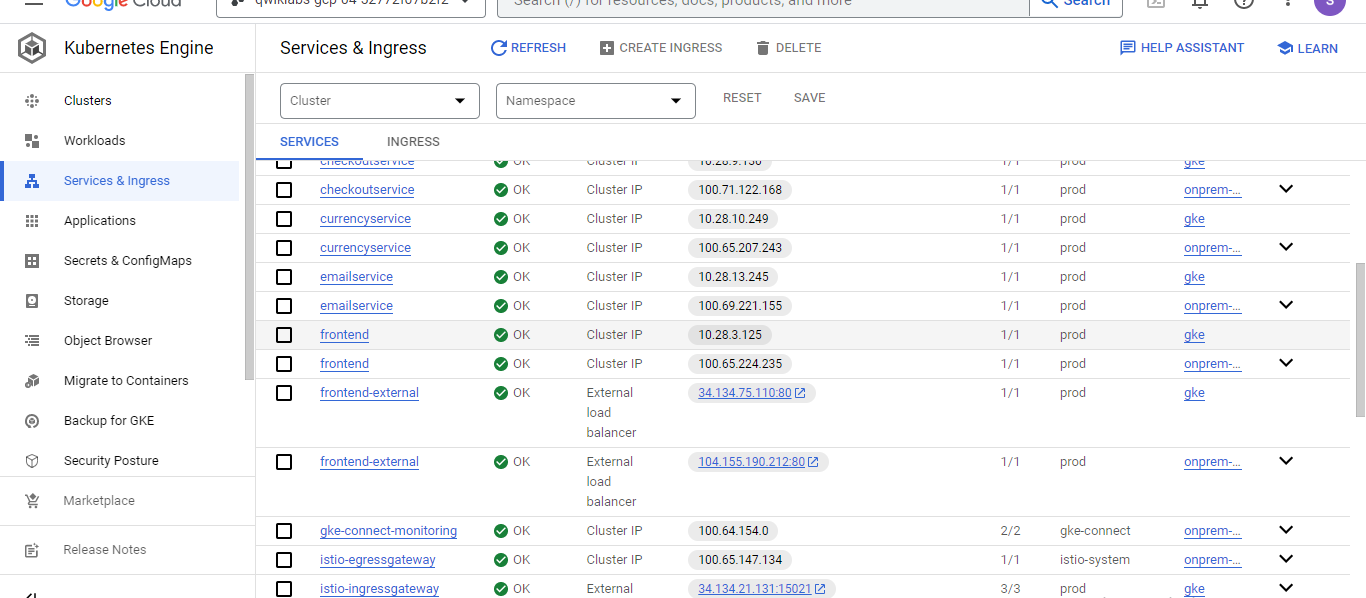 Google Cloud
Search (/) for resources, docs, products, and more
Search
S
Kubernetes Engine
Services & Ingress
REFRESH
CREATE INGRESS
DELETE
HELP ASSISTANT
LEARN
Clusters
Workloads
Services & Ingress
Applications
Secrets & ConfigMaps
Storage
Object Browser
Migrate to Containers
Backup for GKE
Security Posture
Marketplace
Release Notes
Cluster
Namespace
RESET
SAVE
SERVICES
INGRESS
checkoutservice OK Cluster IP 10.28.9.130 1/1 prod gke
checkoutservice OK Cluster IP 100.71.122.168 1/1 prod onprem-...
currencyservice OK Cluster IP 10.28.10.249 1/1 prod gke
currencyservice OK Cluster IP 100.65.207.243 1/1 prod onprem-...
emailservice OK Cluster IP 10.28.13.245 1/1 prod gke
emailservice OK Cluster IP 100.69.221.155 1/1 prod onprem-...
frontend OK Cluster IP 10.28.3.125 1/1 prod gke
frontend OK Cluster IP 100.65.224.235 1/1 prod onprem-...
frontend-external OK External 34.134.75.110:80 1/1 prod gke
load
balancer
frontend-external OK External 104.155.190.212:80 1/1 prod onprem-...
load
balancer
gke-connect-monitoring OK Cluster IP 100.64.154.0 2/2 gke-connect onprem-...
istio-egressgateway OK Cluster IP 100.65.147.134 1/1 istio-system onprem-...
istio-ingressgateway OK External 34.134.21.131:15021 3/3 prod gke